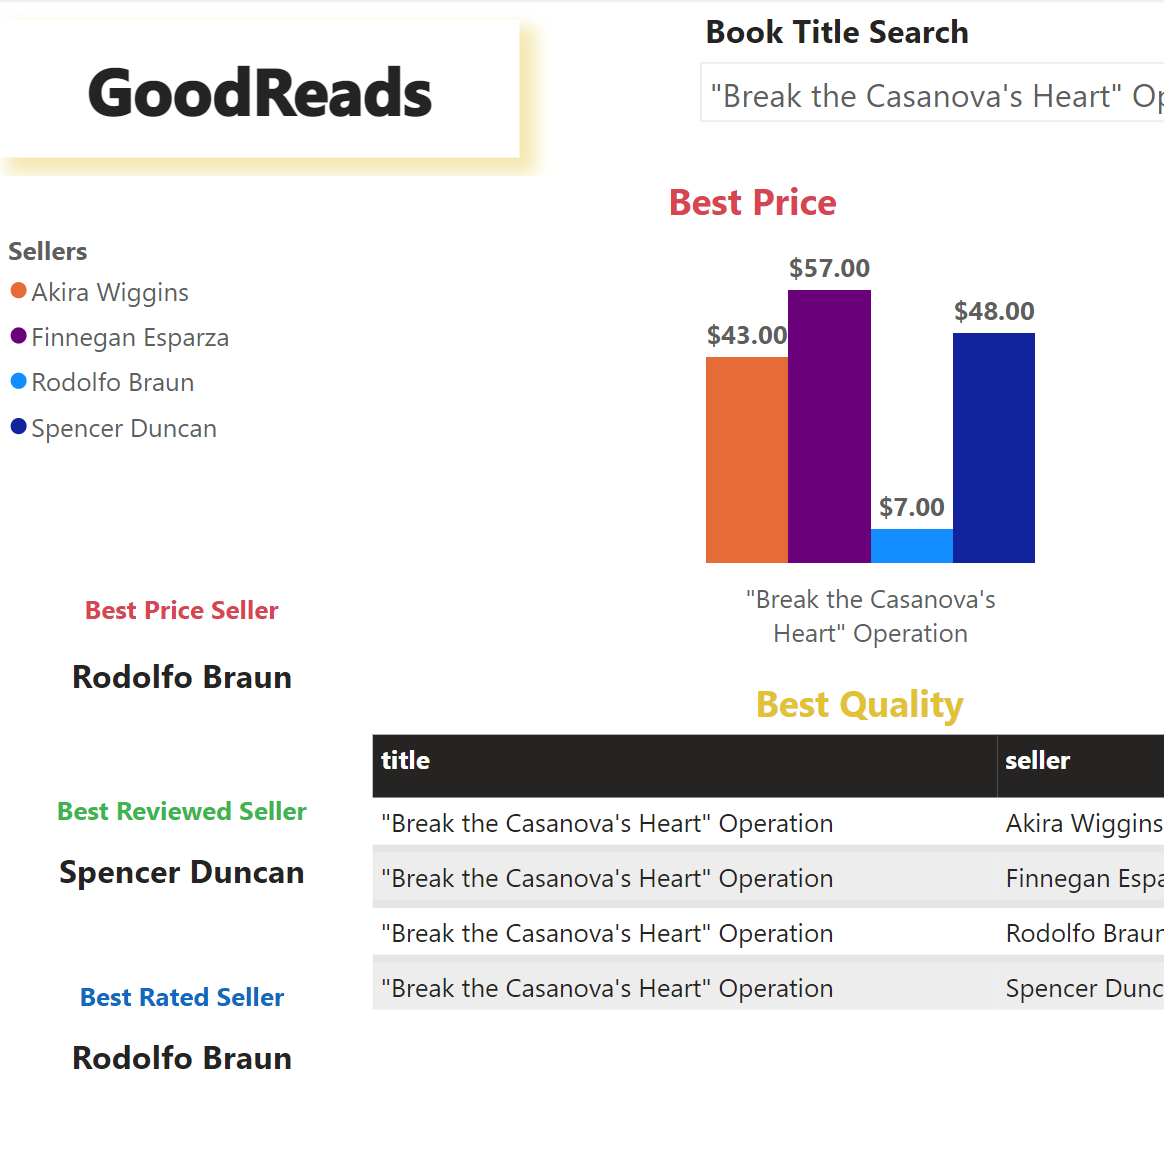 GoodReads
Book Title Search
"Break the Casanova's Heart"
Sellers
Akira Wiggins
Finnegan Esparza
Rodolfo Braun
Spencer Duncan
Best Price
$43.00
$57.00
$7.00
$48.00
"Break the Casanova's
Heart" Operation
Best Price Seller
Rodolfo Braun
Best Reviewed Seller
Spencer Duncan
Best Rated Seller
Rodolfo Braun
Best Quality
title seller
"Break the Casanova's Heart" Operation Akira Wiggins
"Break the Casanova's Heart" Operation Finnegan
"Break the Casanova's Heart" Operation Rodolfo
"Break the Casanova's Heart" Operation Spencer